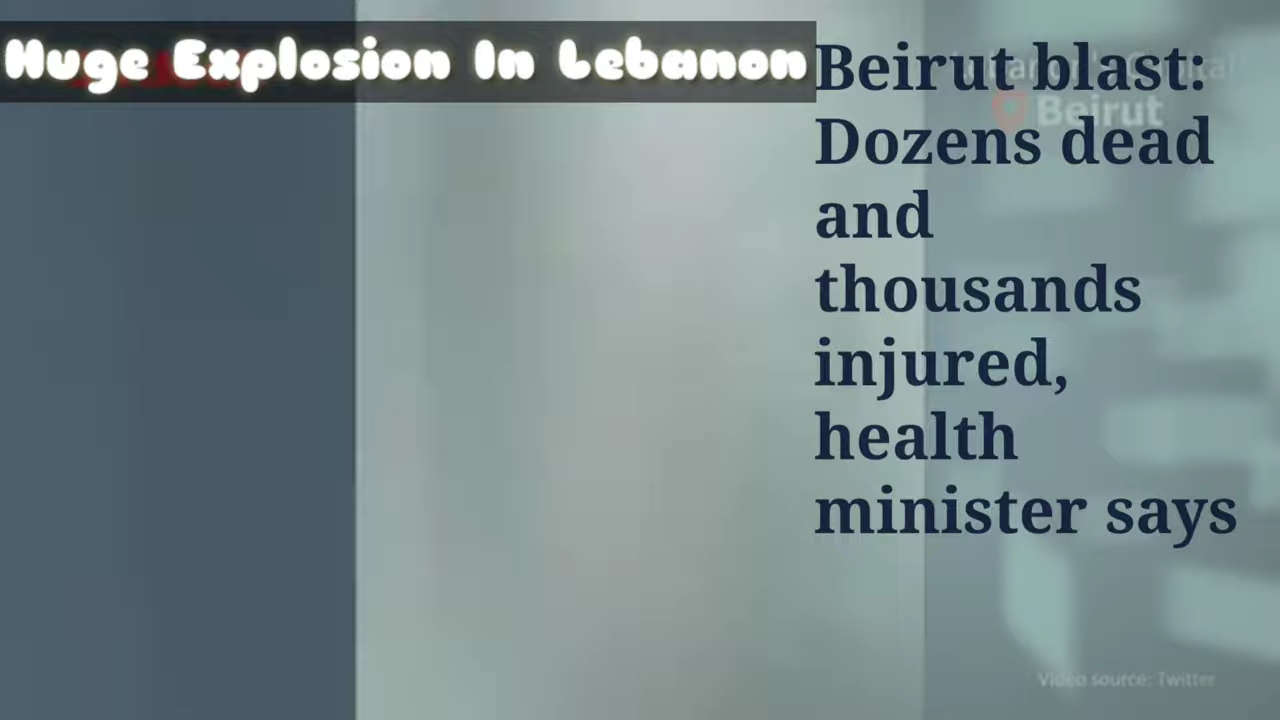 Huge Explosion In Lebanon
Beirut blast:
Dozens dead
and
thousands
injured,
health
minister says
Beirut
Video source: Twitter